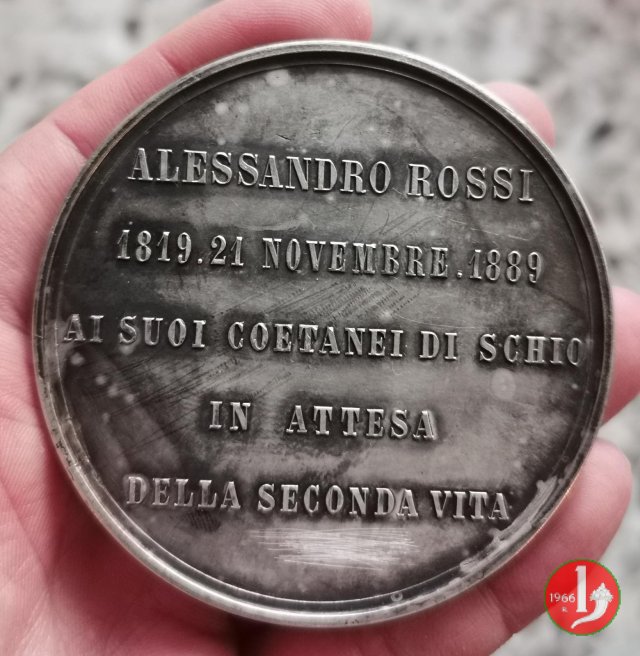 ALESSANDRO ROSSI
1819.21 NOVEMBRE.1889
AI SUOI COETANEI DI SCHIO
IN ATTESA
DELLA SECONDA VITA
1966